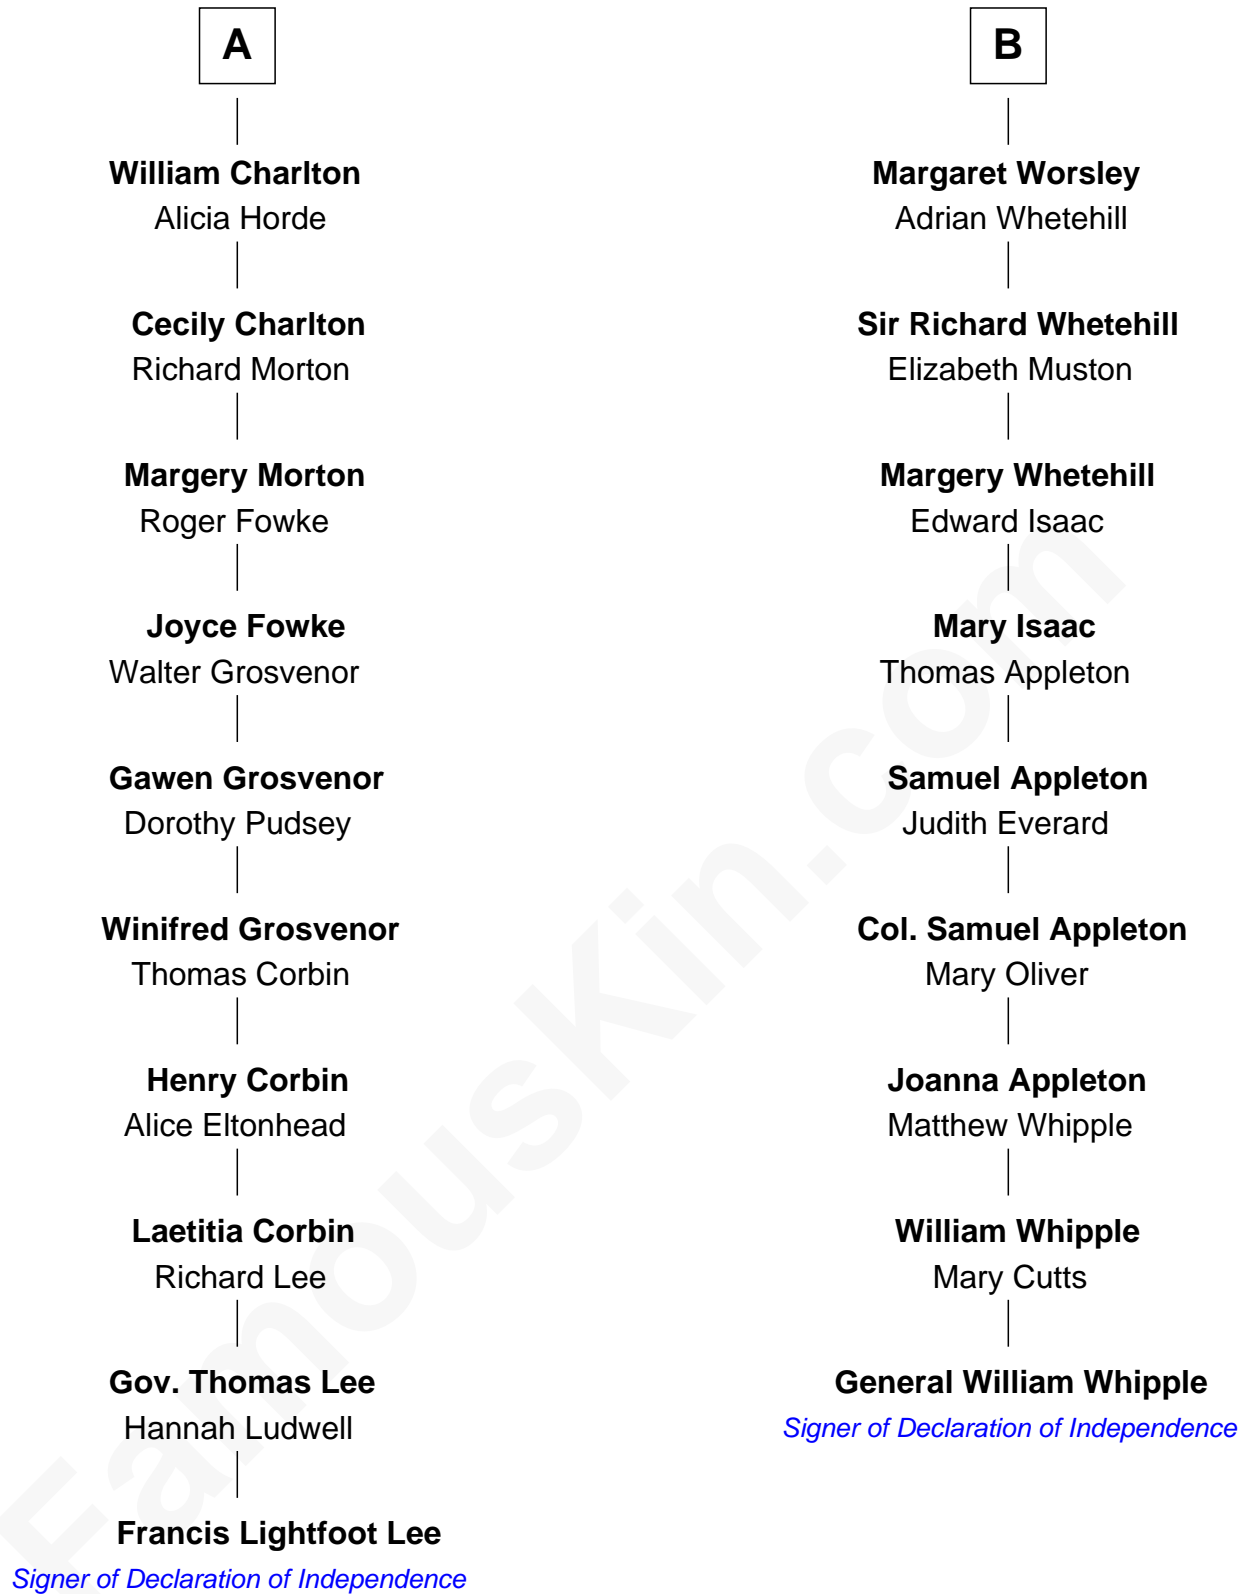 A
William Charlton
Alicia Horde
Cecily Charlton
Richard Morton
Margery Morton
Roger Fowke
Joyce Fowke
Walter Grosvenor
Gawen Grosvenor
Dorothy Pudsey
Winifred Grosvenor
Thomas Corbin
Henry Corbin
Alice Eltonhead
Laetitia Corbin
Richard Lee
Gov. Thomas Lee
Hannah Ludwell
Francis Lightfoot Lee
Signer of Declaration of Independence
B
Margaret Worsley
Adrian Whetehill
Sir Richard Whetehill
Elizabeth Muston
Margery Whetehill
Edward Isaac
Mary Isaac
Thomas Appleton
Samuel Appleton
Judith Everard
Col. Samuel Appleton
Mary Oliver
Joanna Appleton
Matthew Whipple
William Whipple
Mary Cutts
General William Whipple
Signer of Declaration of Independence
FamousKin.com